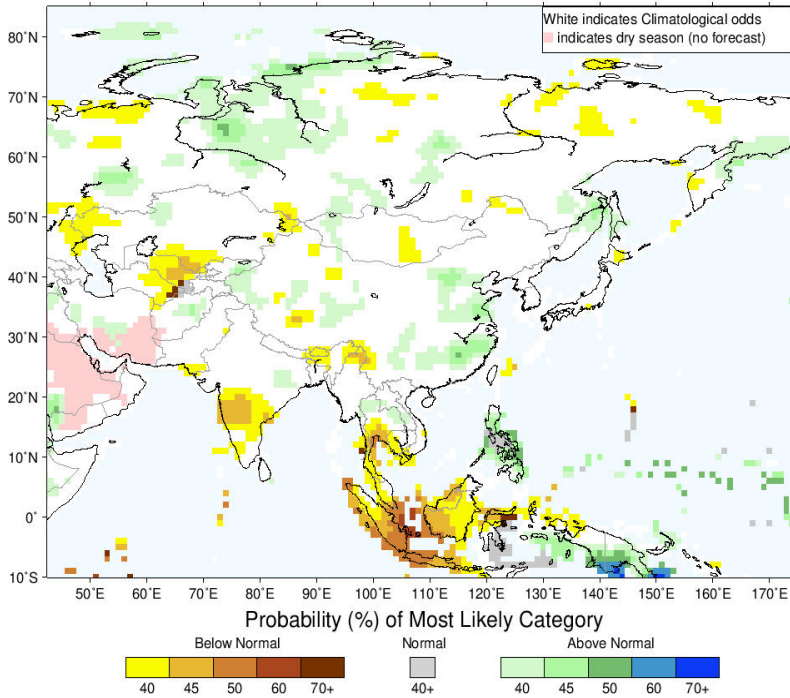 White indicates Climatological odds
indicates dry season (no forecast)
80˚N
70˚N
60˚N
50˚N
40˚N
30˚N
20˚N
10˚N
0˚
10˚S
50˚E 60˚E 70˚E 80˚E 90˚E 100˚E 110˚E 120˚E 130˚E 140˚E 150˚E 160˚E 170˚E
Probability (%) of Most Likely Category
Below Normal Normal Above Normal
40 45 50 60 70+ 40+ 40 45 50 60 70+